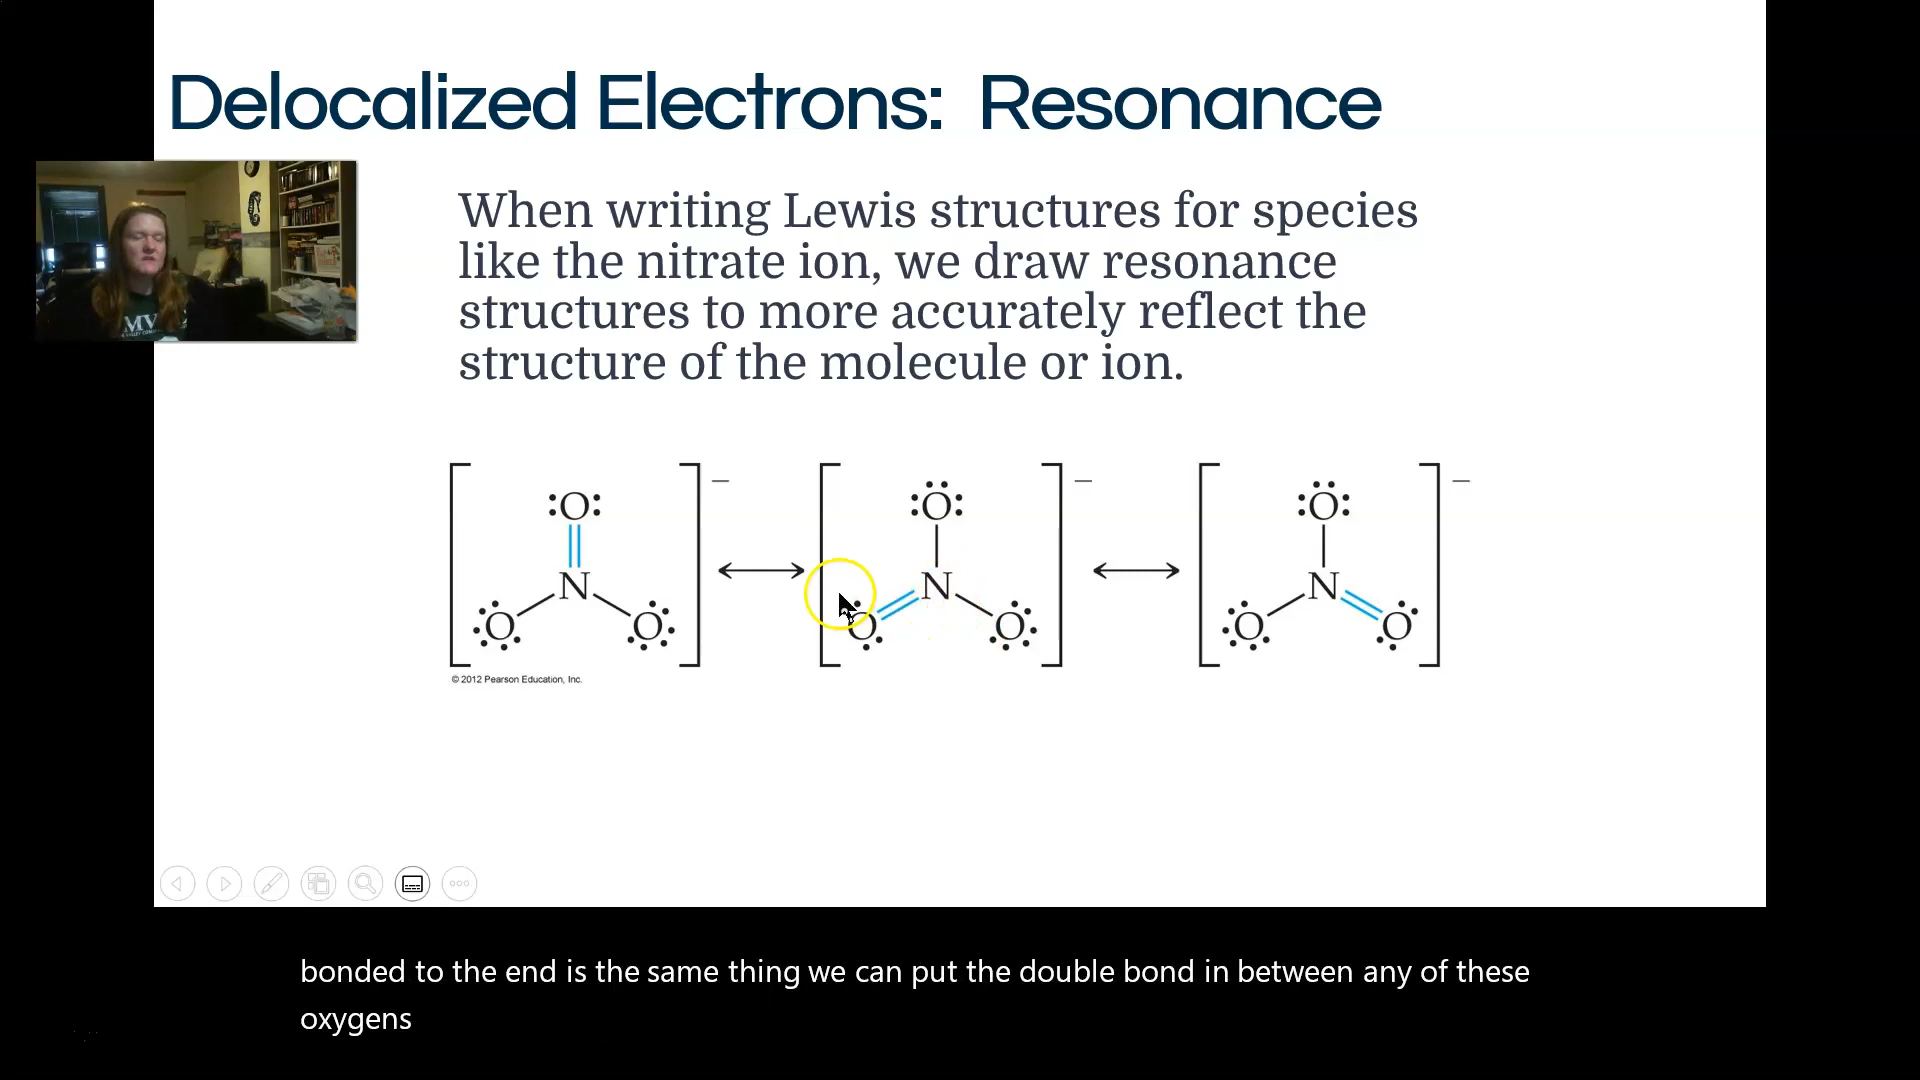 Delocalized Electrons: Resonance
When writing Lewis structures for species
like the nitrate ion, we draw resonance
structures to more accurately reflect the
structure of the molecule or ion.
O O O
N N N
O O O O O O
© 2012 Pearson Education, Inc.
MV
bonded to the end is the same thing we can put the double bond in between any of these
oxygens